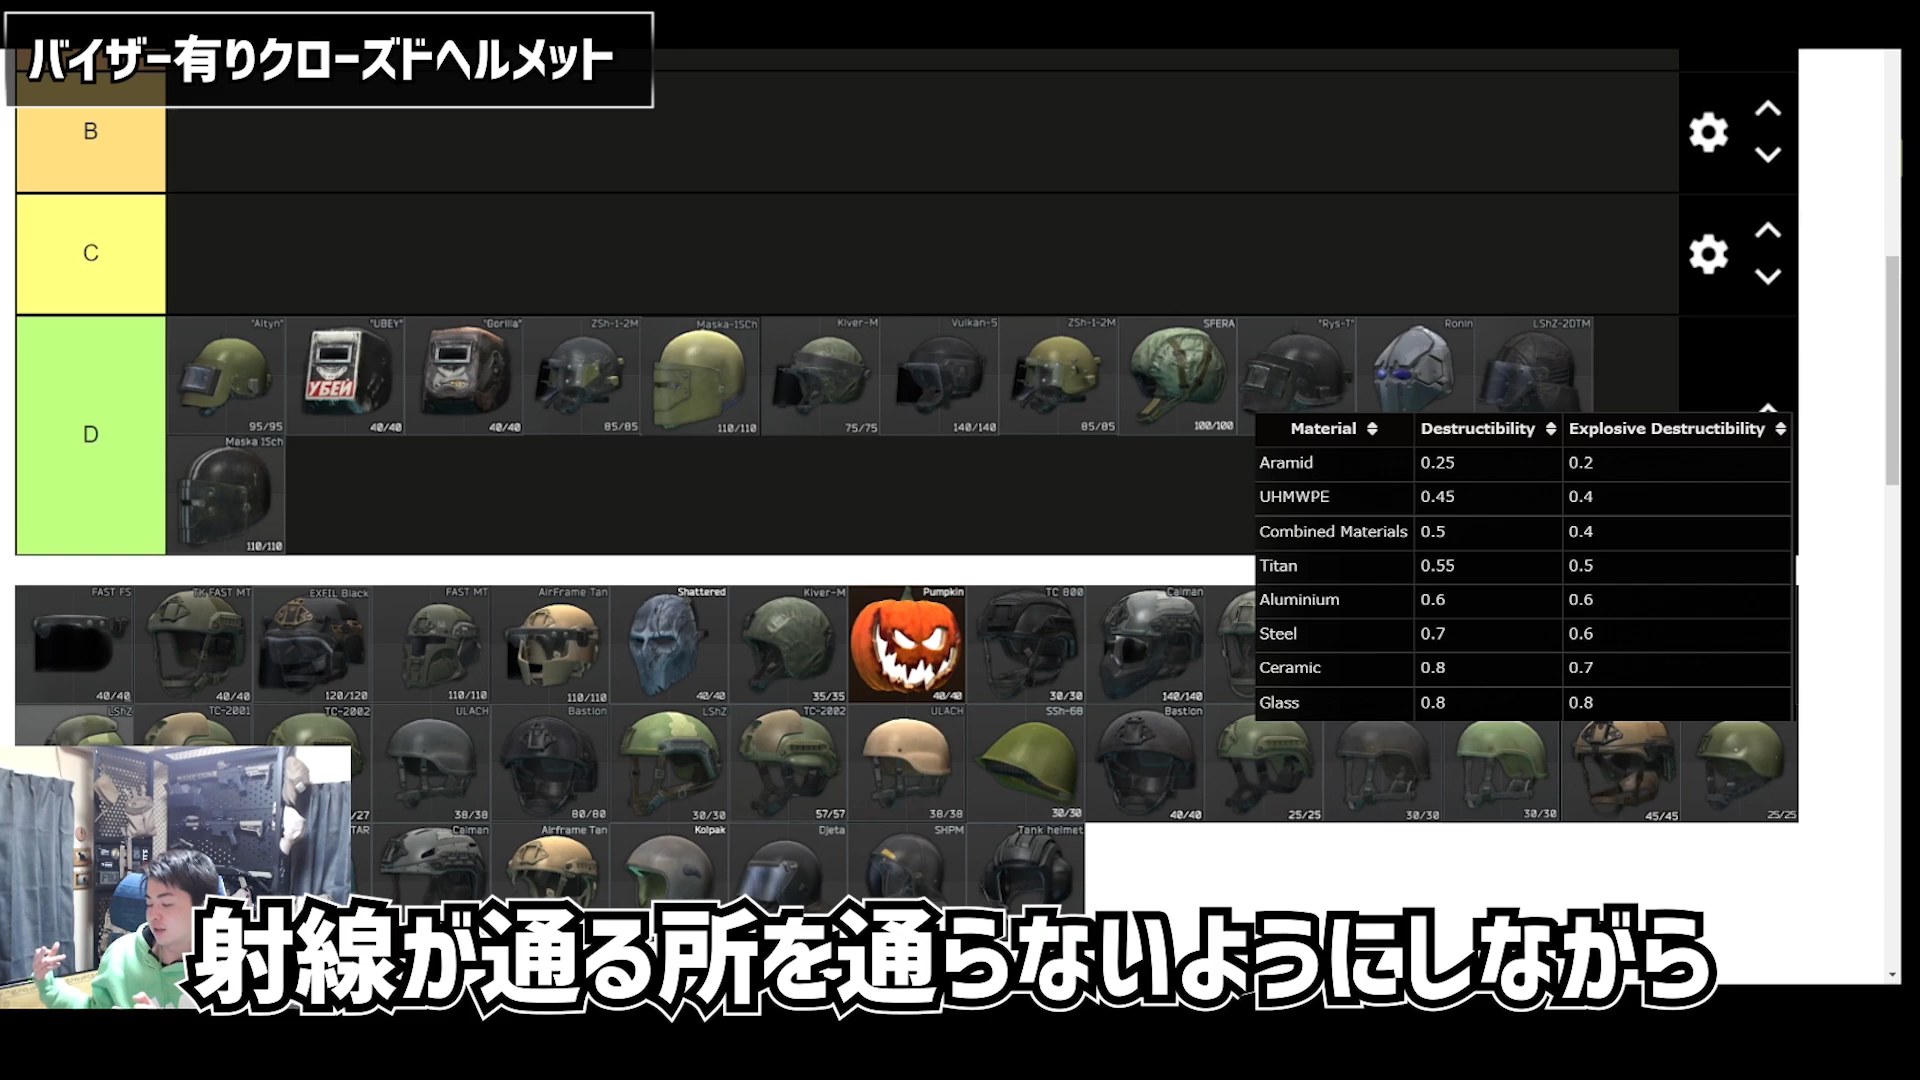 バイザー有りクローズドヘルメット
B
C
D
"Altyn" "UBEY" "Gorilla" ZSh-1-2M Maska-1SCh Kiver-M Vulkan-5 ZSh-1-2M SFERA "Rys-T" Ronin LShZ-2DTM
УБЕЙ
95/95 40/40 40/40 85/85 110/110 75/75 140/140 85/85 100/100
Maska 1Sch
110/110
Material Destructibility Explosive Destructibility
Aramid 0.25 0.2
UHMWPE 0.45 0.4
Combined Materials 0.5 0.4
Titan 0.55 0.5
Aluminium 0.6 0.6
Steel 0.7 0.6
Ceramic 0.8 0.7
Glass 0.8 0.8
FAST FS TK FAST MT EXFIL Black FAST MT AirFrame Tan Shattered Kiver-M Pumpkin TC 800 Caiman
40/40 40/40 120/120 110/110 110/110 40/40 35/35 40/40 30/30 140/140
LShZ TC-2001 TC-2002 ULACH Bastion LShZ TC-2002 ULACH SSh-68 Bastion
/27 38/38 80/80 30/30 57/57 38/38 30/30 40/40 25/25 30/30 30/30 45/45 25/25
TAR Caiman Airframe Tan Kolpak Djeta SHPM Tank helmet
射線が通る所を通らないようにしながら